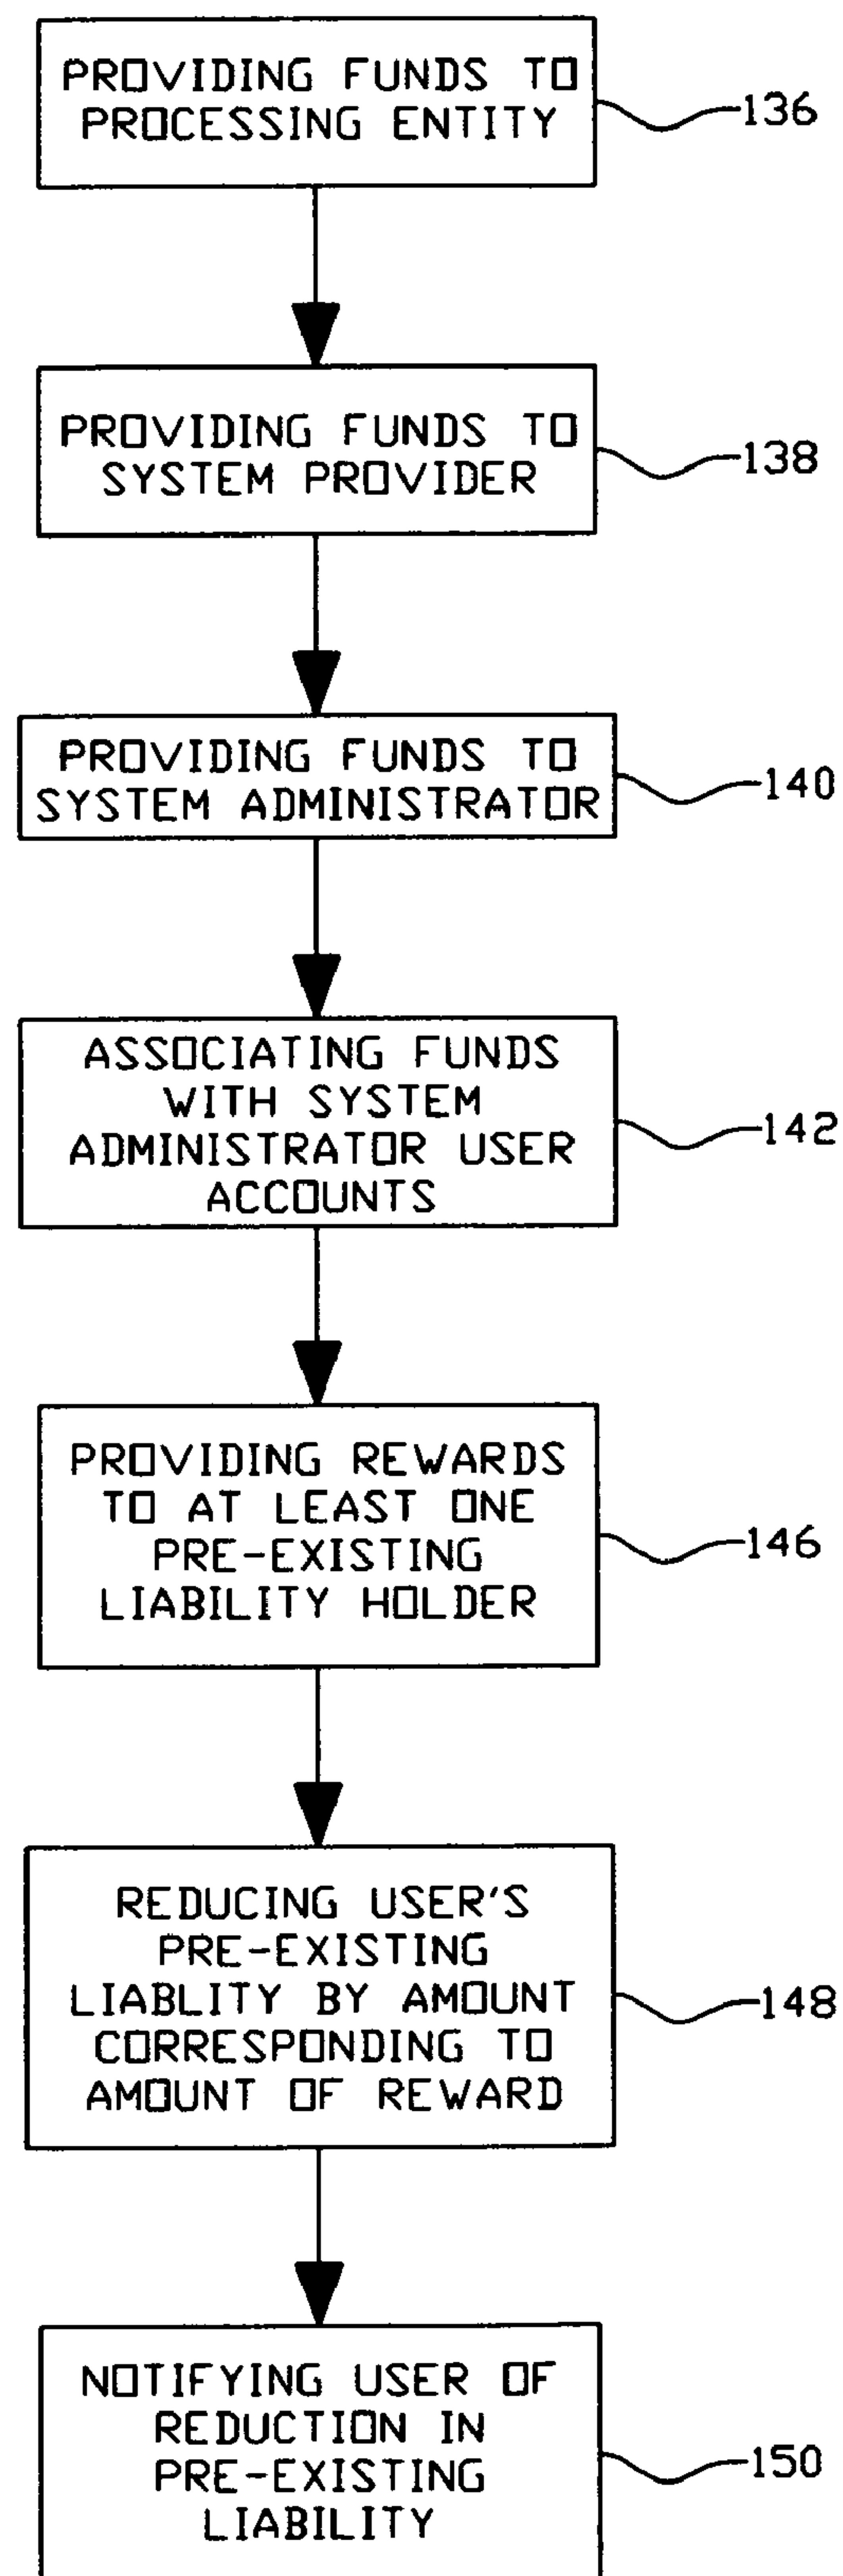 PROVIDING FUNDS TO
PROCESSING ENTITY
136
PROVIDING FUNDS TO
SYSTEM PROVIDER
138
PROVIDING FUNDS TO
SYSTEM ADMINISTRATOR
140
ASSOCIATING FUNDS
WITH SYSTEM
ADMINISTRATOR USER
ACCOUNTS
142
PROVIDING REWARDS
TO AT LEAST ONE
PRE-EXISTING
LIABILITY HOLDER
146
REDUCING USER'S
PRE-EXISTING
LIABLITY BY AMOUNT
CORRESPONDING TO
AMOUNT OF REWARD
148
NOTIFYING USER OF
REDUCTION IN
PRE-EXISTING
LIABILITY
150